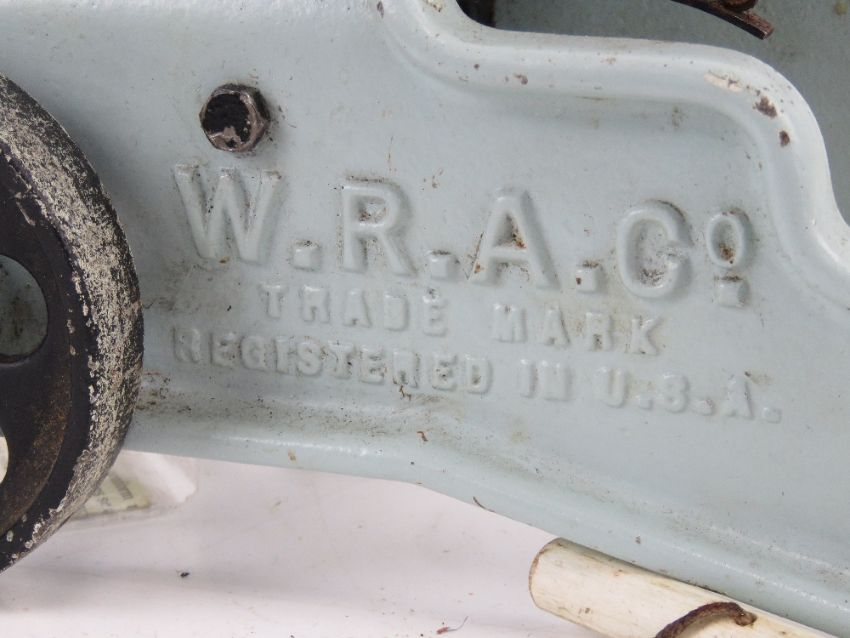 W.R.A.Co.
TRADE MARK
REGISTERED IN U.S.A.